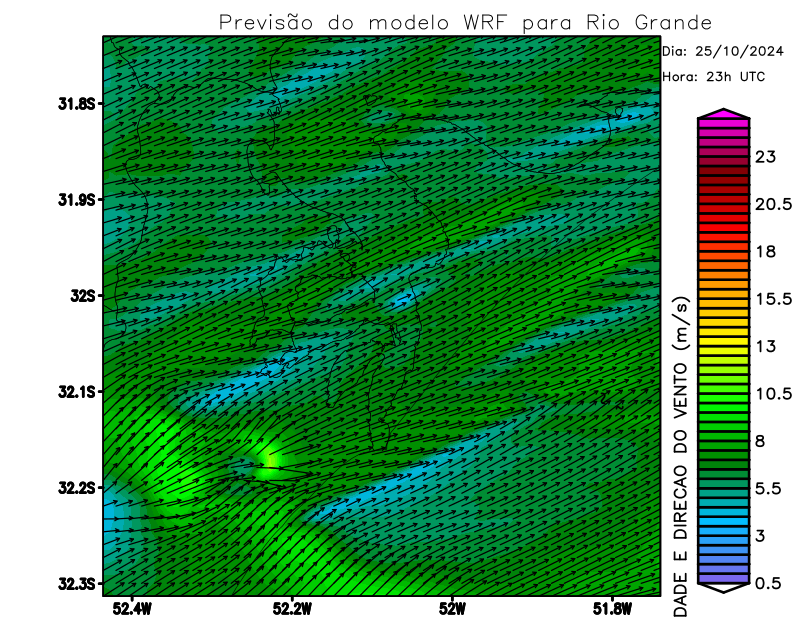 Previsão do modelo WRF para Rio Grande
Dia: 25/10/2024
Hora: 23h UTC
31.8S
31.9S
32S
32.1S
32.2S
32.3S
52.4W
52.2W
52W
51.8W
23
20.5
18
15.5
13
10.5
8
5.5
3
0.5
DADE E DIRECAO DO VENTO (m/s)